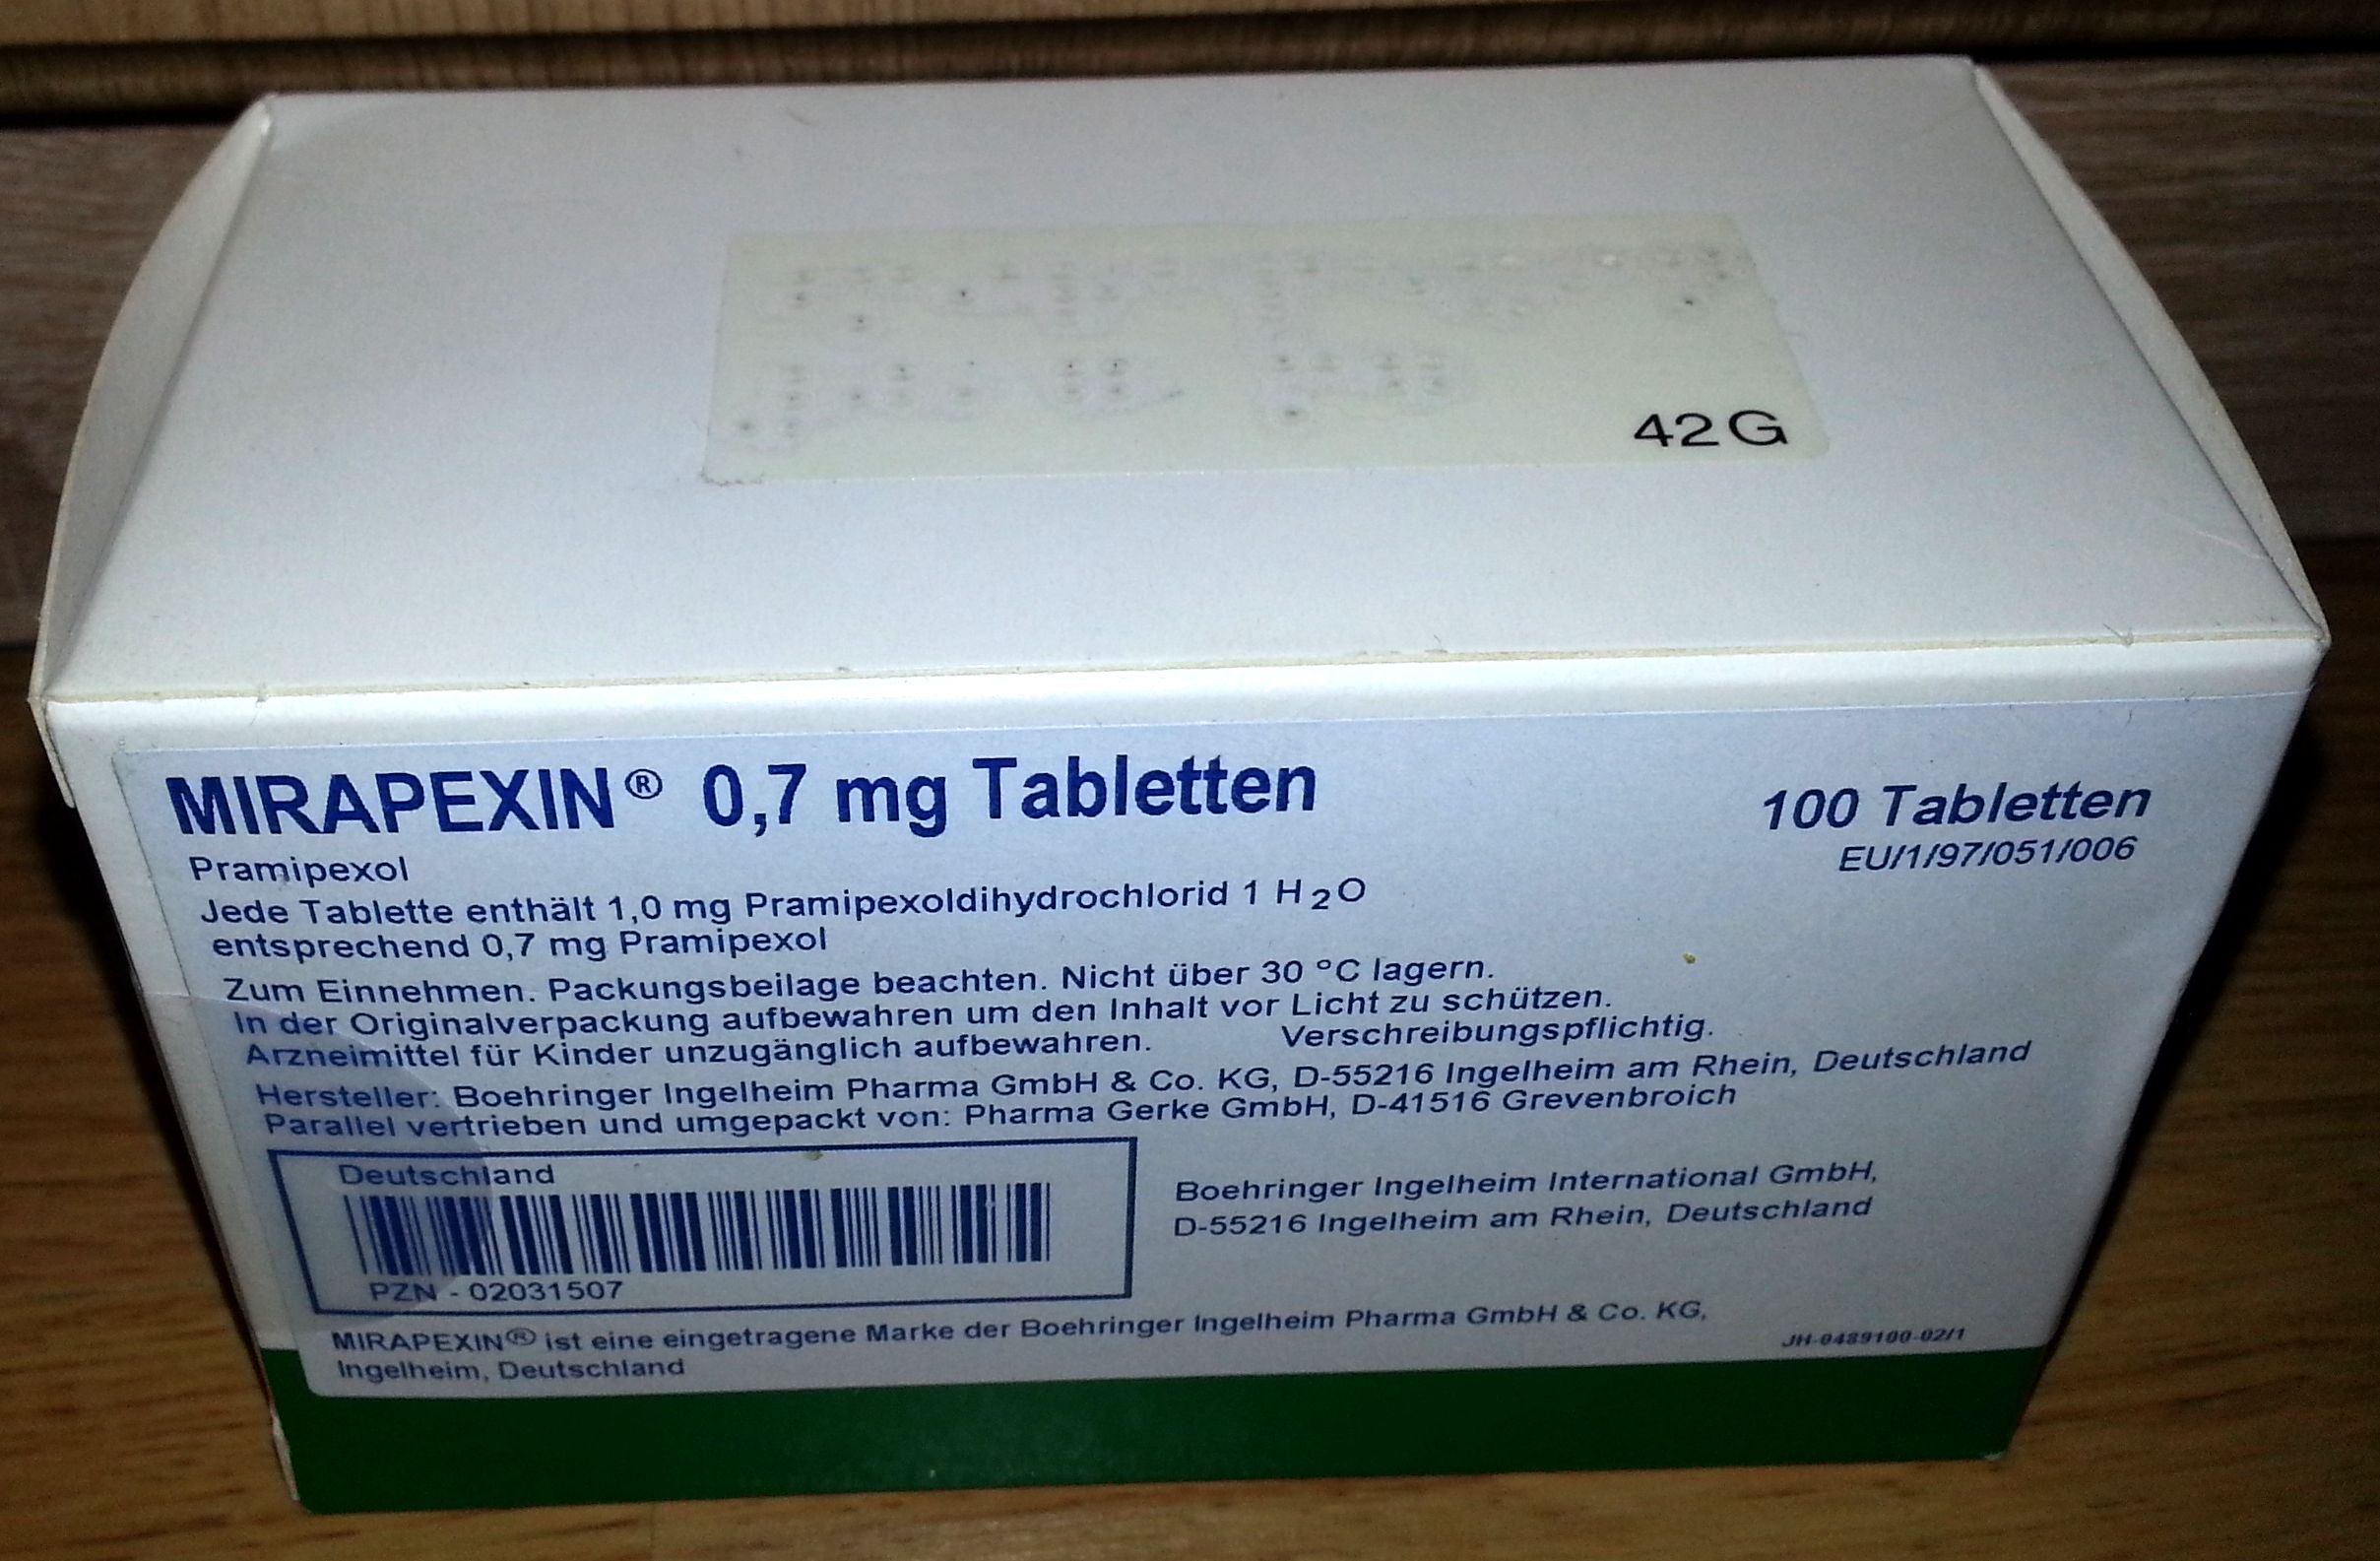 42G
MIRAPEXIN® 0,7 mg Tabletten
100 Tabletten
EU/1/97/051/006
Pramipexol
Jede Tablette enthält 1,0 mg Pramipexoldihydrochlorid 1 H₂O
entsprechend 0,7 mg Pramipexol
Zum Einnehmen. Packungsbeilage beachten. Nicht über 30 °C lagern.
In der Originalverpackung aufbewahren um den Inhalt vor Licht zu schützen.
Arzneimittel für Kinder unzugänglich aufbewahren. Verschreibungspflichtig.
Hersteller: Boehringer Ingelheim Pharma GmbH & Co. KG, D-55216 Ingelheim am Rhein, Deutschland
Parallel vertrieben und umgepackt von: Pharma Gerke GmbH, D-41516 Grevenbroich
Deutschland
PZN - 02031507
Boehringer Ingelheim International GmbH,
D-55216 Ingelheim am Rhein, Deutschland
MIRAPEXIN® ist eine eingetragene Marke der Boehringer Ingelheim Pharma GmbH & Co. KG,
Ingelheim, Deutschland
JH-0489100-02/1